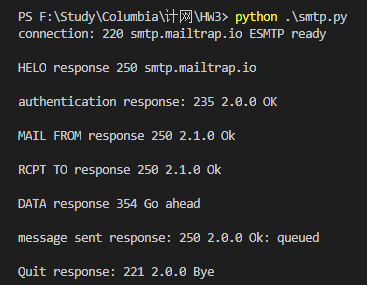 PS F:\Study\Columbia\计网\HW3> python .\smtp.py
connection: 220 smtp.mailtrap.io ESMTP ready
HELO response 250 smtp.mailtrap.io
authentication response: 235 2.0.0 OK
MAIL FROM response 250 2.1.0 Ok
RCPT TO response 250 2.1.0 Ok
DATA response 354 Go ahead
message sent response: 250 2.0.0 Ok: queued
Quit response: 221 2.0.0 Bye